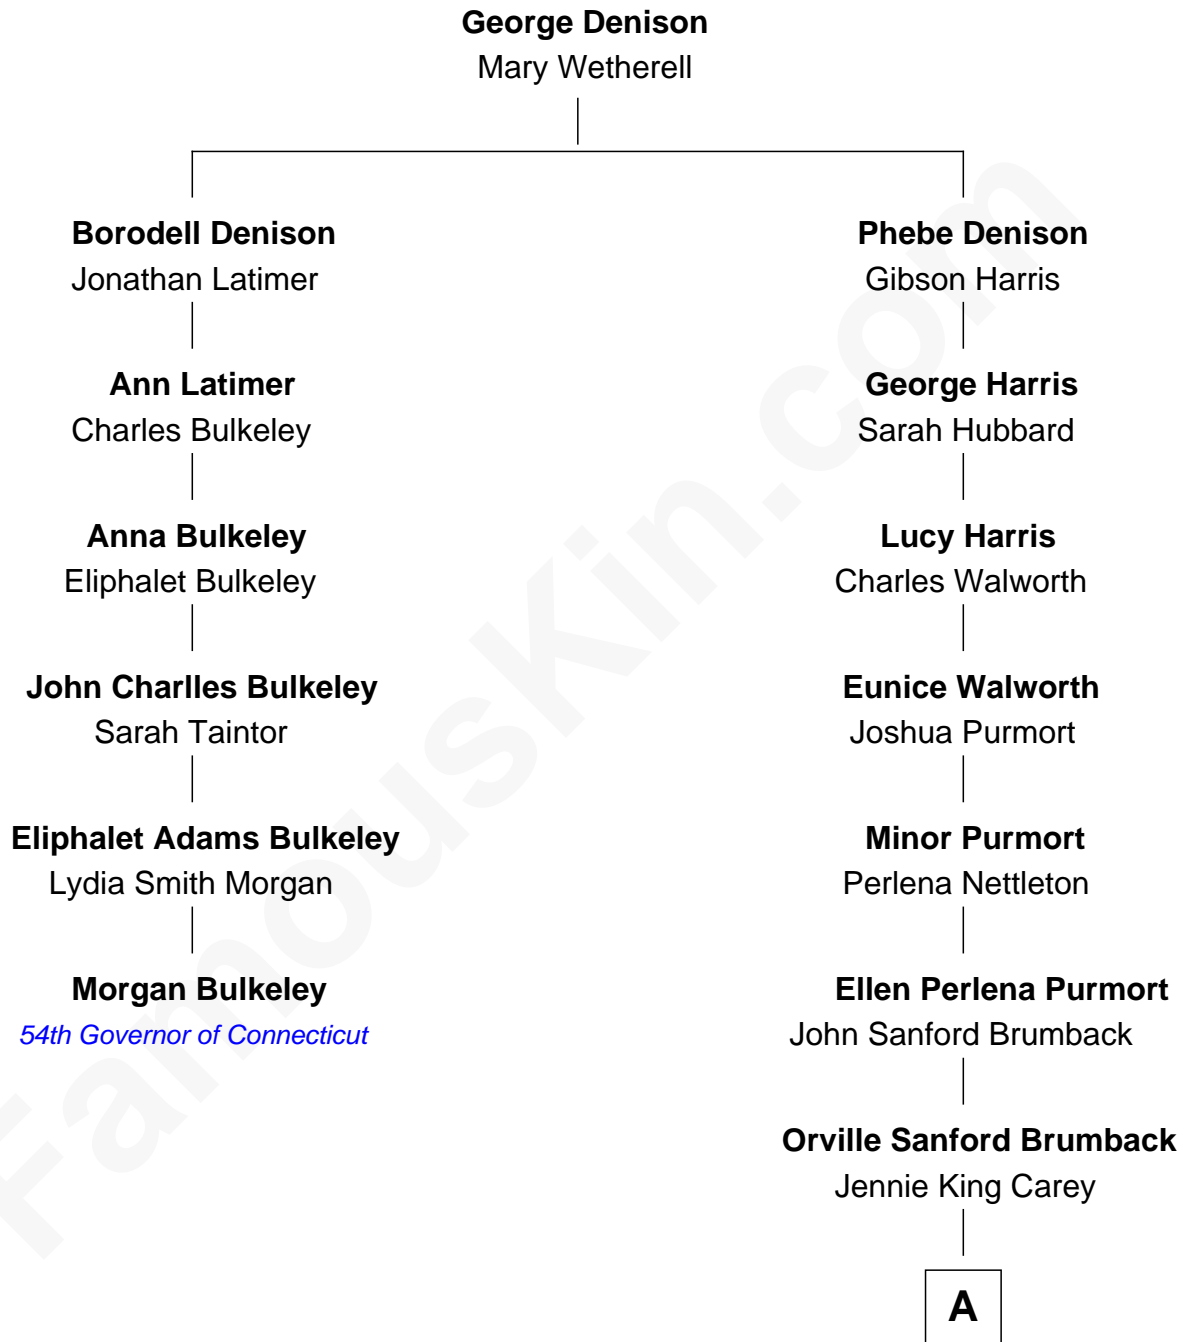 George Denison
Mary Wetherell
Borodell Denison
Jonathan Latimer
Phebe Denison
Gibson Harris
Ann Latimer
Charles Bulkeley
George Harris
Sarah Hubbard
Anna Bulkeley
Eliphalet Bulkeley
Lucy Harris
Charles Walworth
John Charlles Bulkeley
Sarah Taintor
Eunice Walworth
Joshua Purmort
Eliphalet Adams Bulkeley
Lydia Smith Morgan
Minor Purmort
Perlena Nettleton
Morgan Bulkeley
54th Governor of Connecticut
Ellen Perlena Purmort
John Sanford Brumback
Orville Sanford Brumback
Jennie King Carey
A
FamousKin.com